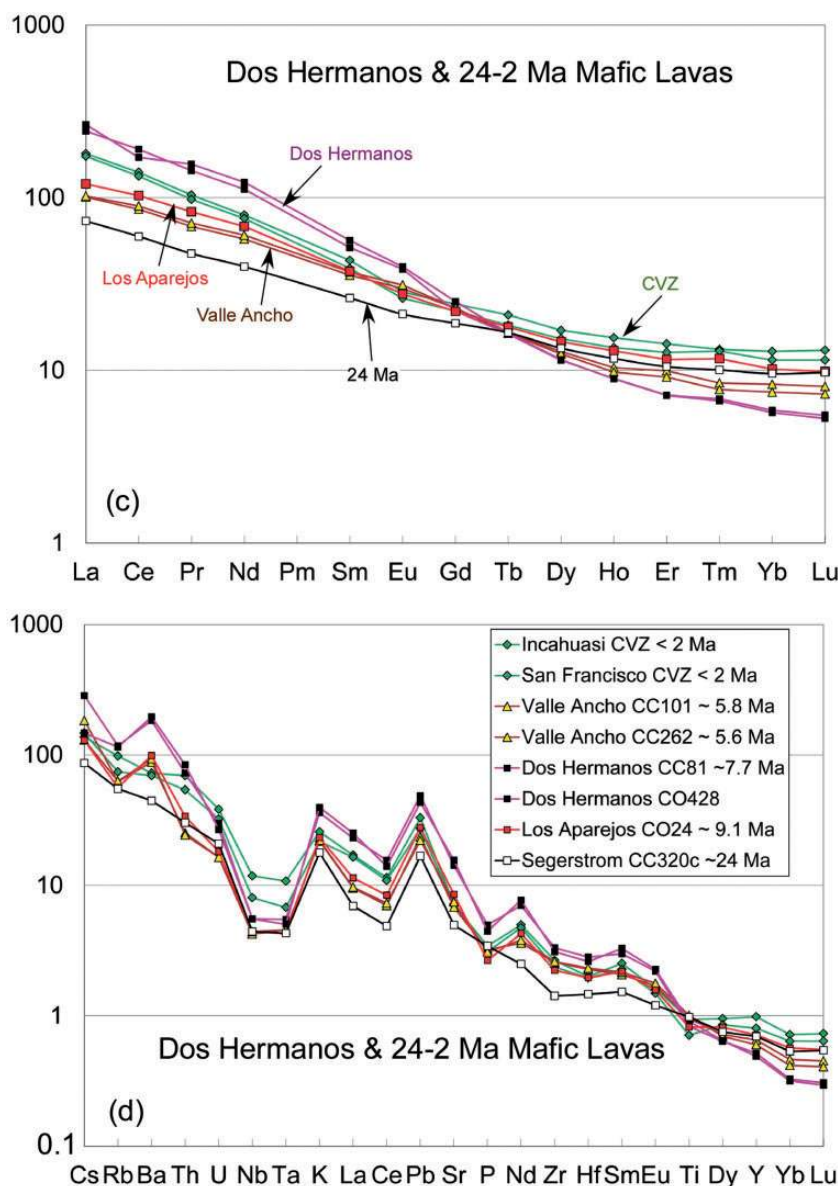 1000
Dos Hermanos & 24-2 Ma Mafic Lavas
Dos Hermanos
100
Los Aparejos
Valle Ancho
CVZ
24 Ma
10
(c)
1
La Ce Pr Nd Pm Sm Eu Gd Tb Dy Ho Er Tm Yb Lu
1000
Incahuasi CVZ < 2 Ma
San Francisco CVZ < 2 Ma
Valle Ancho CC101 ~ 5.8 Ma
Valle Ancho CC262 ~ 5.6 Ma
Dos Hermanos CC81 ~7.7 Ma
Dos Hermanos CO428
Los Aparejos CO24 ~ 9.1 Ma
Segerstrom CC320c ~24 Ma
100
10
1
Dos Hermanos & 24-2 Ma Mafic Lavas
(d)
0.1
Cs Rb Ba Th U Nb Ta K La Ce Pb Sr P Nd Zr Hf Sm Eu Ti Dy Y Yb Lu